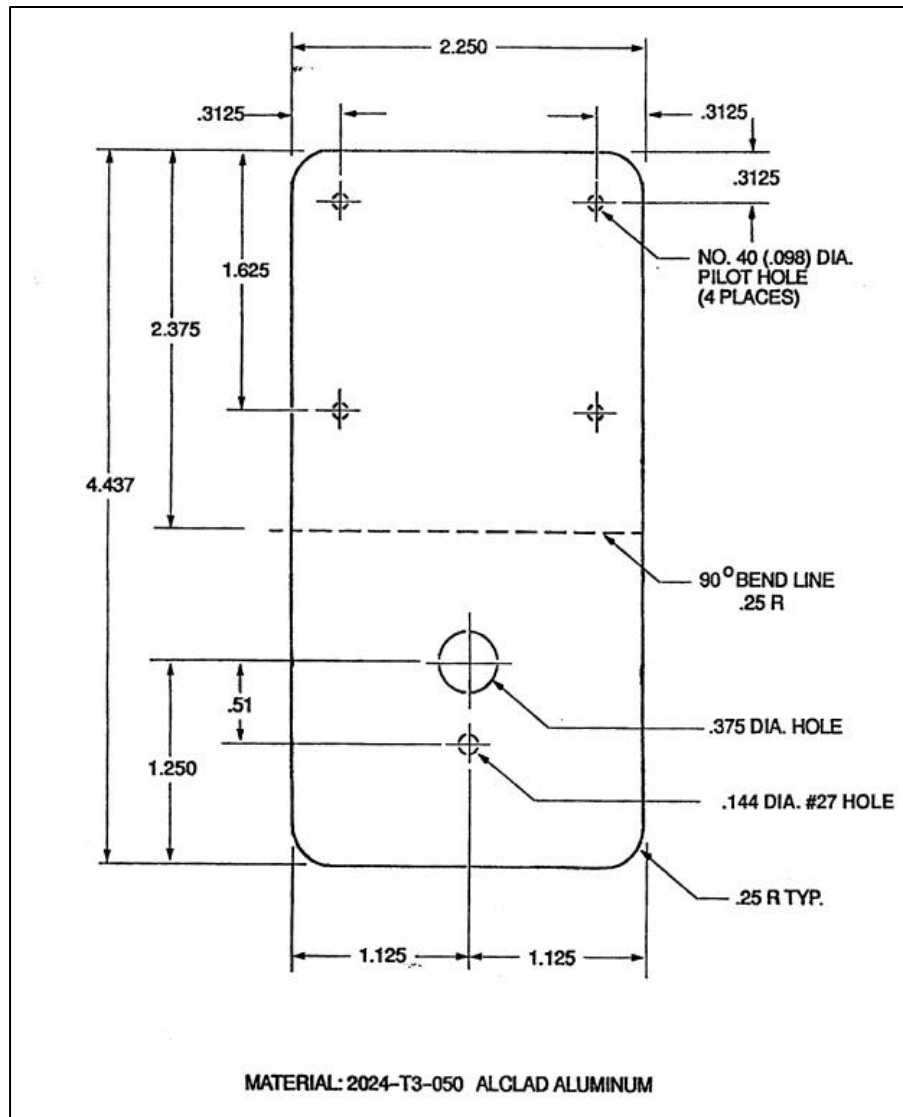 2.250
.3125
.3125
.3125
NO. 40 (.098) DIA.
PILOT HOLE
(4 PLACES)
1.625
2.375
4.437
90° BEND LINE
.25 R
.51
.375 DIA. HOLE
1.250
.144 DIA. #27 HOLE
.25 R TYP.
1.125
1.125
MATERIAL: 2024-T3-050 ALCLAD ALUMINUM